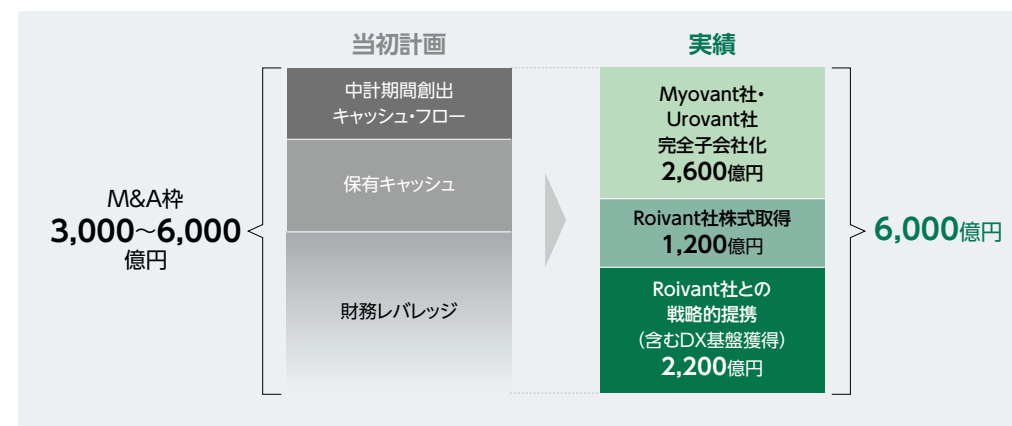 当初計画
実績
M&A枠
3,000〜6,000
億円
中計期間創出
キャッシュ・フロー
保有キャッシュ
財務レバレッジ
Myovant社・
Urovant社
完全子会社化
2,600億円
Roivant社株式取得
1,200億円
Roivant社との
戦略的提携
（含むDX基盤獲得）
2,200億円
6,000億円